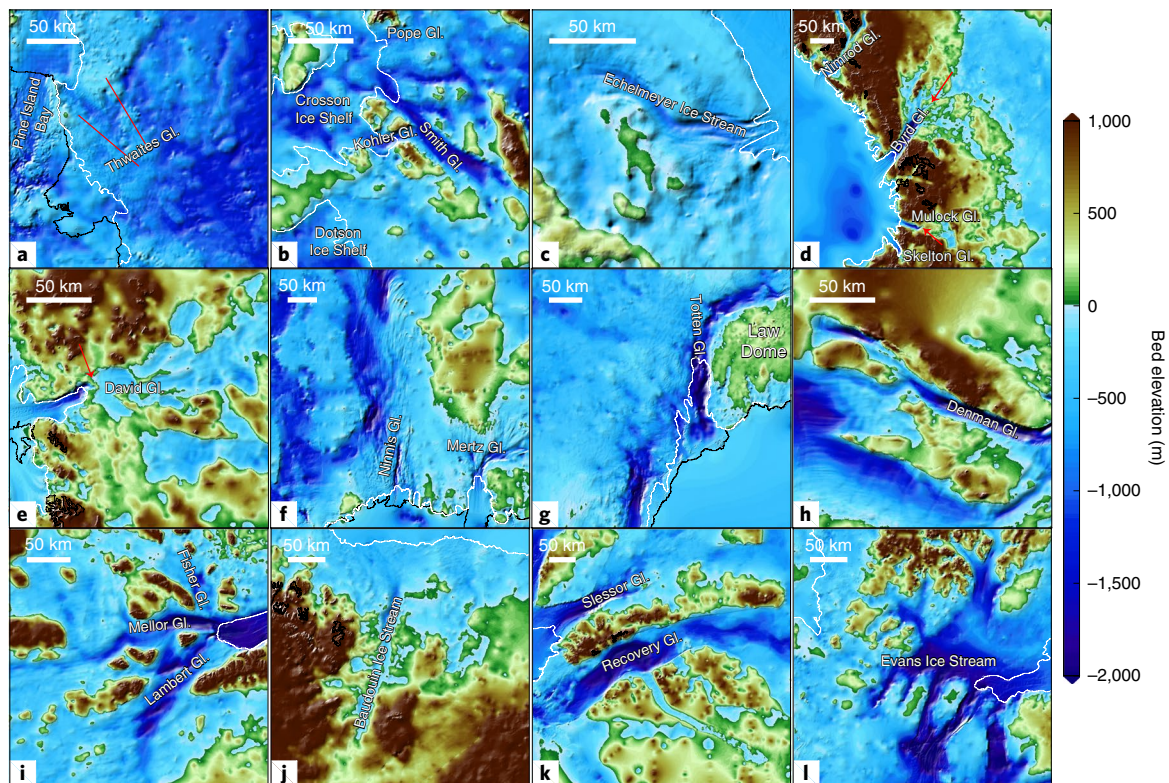 50 km
Pine Island
Bay
Thwaites Gl.
a
50 km
Pope Gl.
Crosson
Ice Shelf
Kohler Gl.
Smith Gl.
Dotson
Ice Shelf
b
50 km
Echelmeyer Ice Stream
c
50 km
Nimrod Gl.
Byrd Gl.
Mulock Gl.
Skelton Gl.
d
50 km
David Gl.
e
50 km
Ninnis Gl.
Mertz Gl.
f
50 km
Totten Gl.
Law
Dome
g
50 km
Denman Gl.
h
50 km
Fisher Gl.
Mellor Gl.
Lambert Gl.
i
50 km
Baudouin Ice Stream
j
50 km
Slessor Gl.
Recovery Gl.
k
50 km
Evans Ice Stream
l
1,000
500
0
−500
−1,000
−1,500
−2,000
Bed elevation (m)